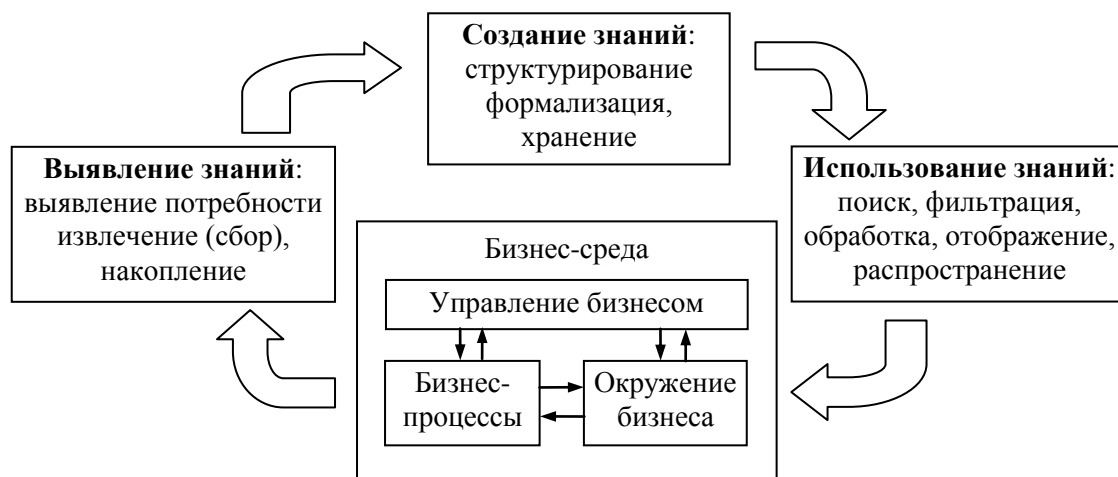 Создание знаний:
структурирование
формализация,
хранение
Выявление знаний:
выявление потребности
извлечение (сбор),
накопление
Использование знаний:
поиск, фильтрация,
обработка, отображение,
распространение
Бизнес-среда
Управление бизнесом
Бизнес-
процессы
Окружение
бизнеса